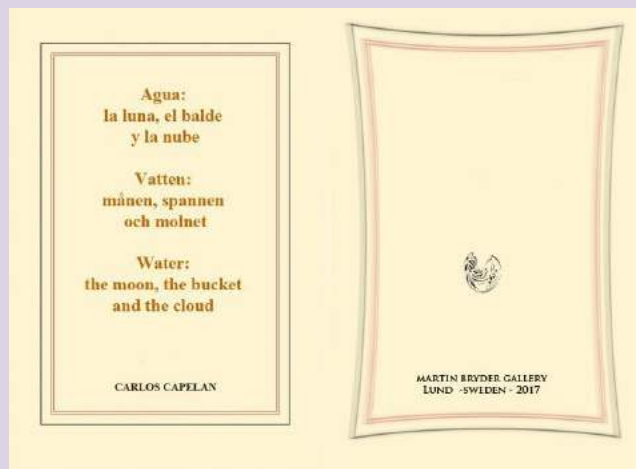 Agua:
la luna, el balde
y la nube
Vatten:
månen, spannen
och molnet
Water:
the moon, the bucket
and the cloud
CARLOS CAPELAN
MARTIN BRYDER GALLERY
LUND -SWEDEN - 2017